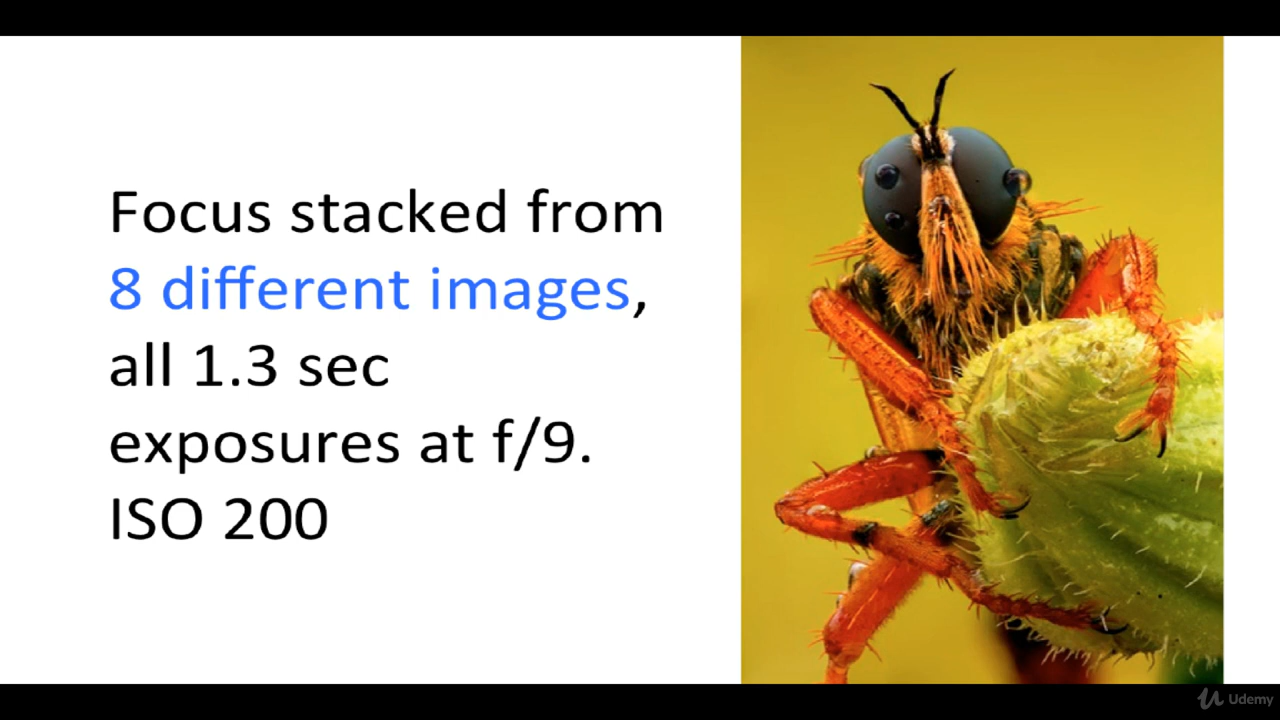 Focus stacked from
8 different images,
all 1.3 sec
exposures at f/9.
ISO 200
Udemy